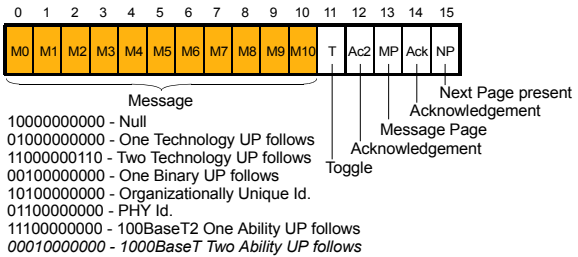 0 1 2 3 4 5 6 7 8 9 10 11 12 13 14 15
M0 M1 M2 M3 M4 M5 M6 M7 M8 M9 M10 T Ac2 MP Ack NP
Message
Next Page present
Acknowledgement
Message Page
Acknowledgement
Toggle
10000000000 - Null
01000000000 - One Technology UP follows
11000000110 - Two Technology UP follows
00100000000 - One Binary UP follows
10100000000 - Organizationally Unique Id.
01100000000 - PHY Id.
11100000000 - 100BaseT2 One Ability UP follows
00010000000 - 1000BaseT Two Ability UP follows